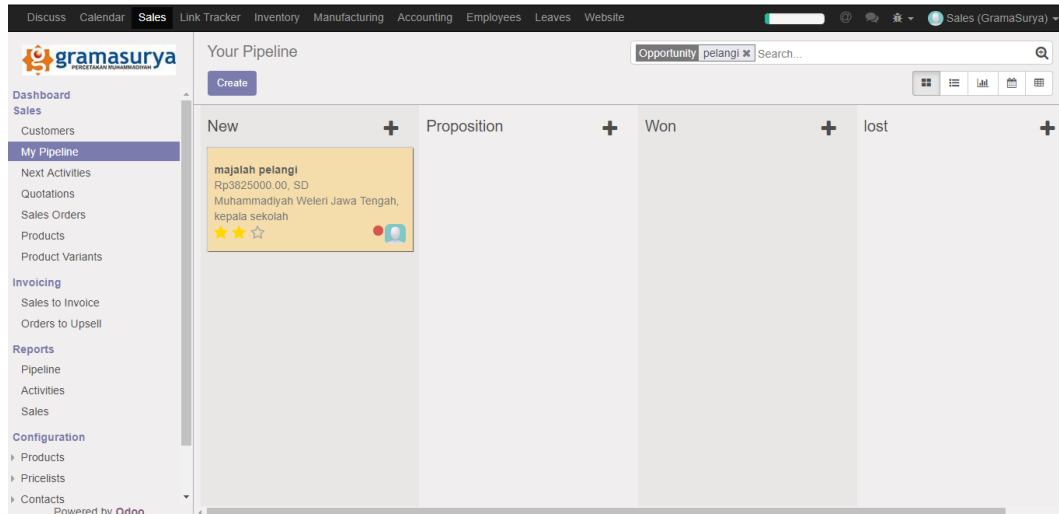 Discuss Calendar Sales Link Tracker Inventory Manufacturing Accounting Employees Leaves Website @ Sales (GramaSurya)
gramasurya
PERCETAKAN MUHAMMADIYAH
Dashboard
Sales
Customers
My Pipeline
Next Activities
Quotations
Sales Orders
Products
Product Variants
Invoicing
Sales to Invoice
Orders to Upsell
Reports
Pipeline
Activities
Sales
Configuration
Products
Pricelists
Contacts
Powered by Odoo
Your Pipeline
Opportunity pelangi Search...
Create
New
Proposition
Won
lost
majalah pelangi
Rp3825000.00, SD
Muhammadiyah Weleri Jawa Tengah,
kepala sekolah